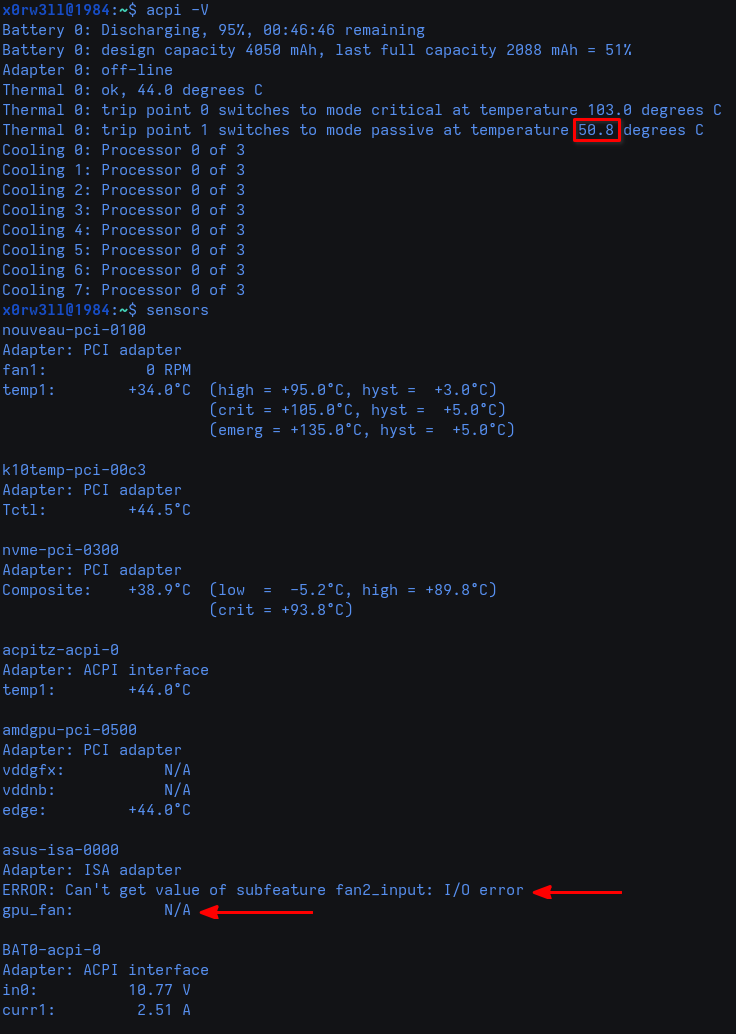 x0rw3ll@1984:~$ acpi -V
Battery 0: Discharging, 95%, 00:46:46 remaining
Battery 0: design capacity 4050 mAh, last full capacity 2088 mAh = 51%
Adapter 0: off-line
Thermal 0: ok, 44.0 degrees C
Thermal 0: trip point 0 switches to mode critical at temperature 103.0 degrees C
Thermal 0: trip point 1 switches to mode passive at temperature 50.8 degrees C
Cooling 0: Processor 0 of 3
Cooling 1: Processor 0 of 3
Cooling 2: Processor 0 of 3
Cooling 3: Processor 0 of 3
Cooling 4: Processor 0 of 3
Cooling 5: Processor 0 of 3
Cooling 6: Processor 0 of 3
Cooling 7: Processor 0 of 3
x0rw3ll@1984:~$ sensors
nouveau-pci-0100
Adapter: PCI adapter
fan1:           0 RPM
temp1:        +34.0°C  (high = +95.0°C, hyst =  +3.0°C)
                       (crit = +105.0°C, hyst =  +5.0°C)
                       (emerg = +135.0°C, hyst =  +5.0°C)

k10temp-pci-00c3
Adapter: PCI adapter
Tctl:         +44.5°C

nvme-pci-0300
Adapter: PCI adapter
Composite:    +38.9°C  (low  =  -5.2°C, high = +89.8°C)
                       (crit = +93.8°C)

acpitz-acpi-0
Adapter: ACPI interface
temp1:        +44.0°C

amdgpu-pci-0500
Adapter: PCI adapter
vddgfx:           N/A
vddnb:            N/A
edge:         +44.0°C

asus-isa-0000
Adapter: ISA adapter
ERROR: Can't get value of subfeature fan2_input: I/O error
gpu_fan:          N/A

BAT0-acpi-0
Adapter: ACPI interface
in0:          10.77 V
curr1:         2.51 A